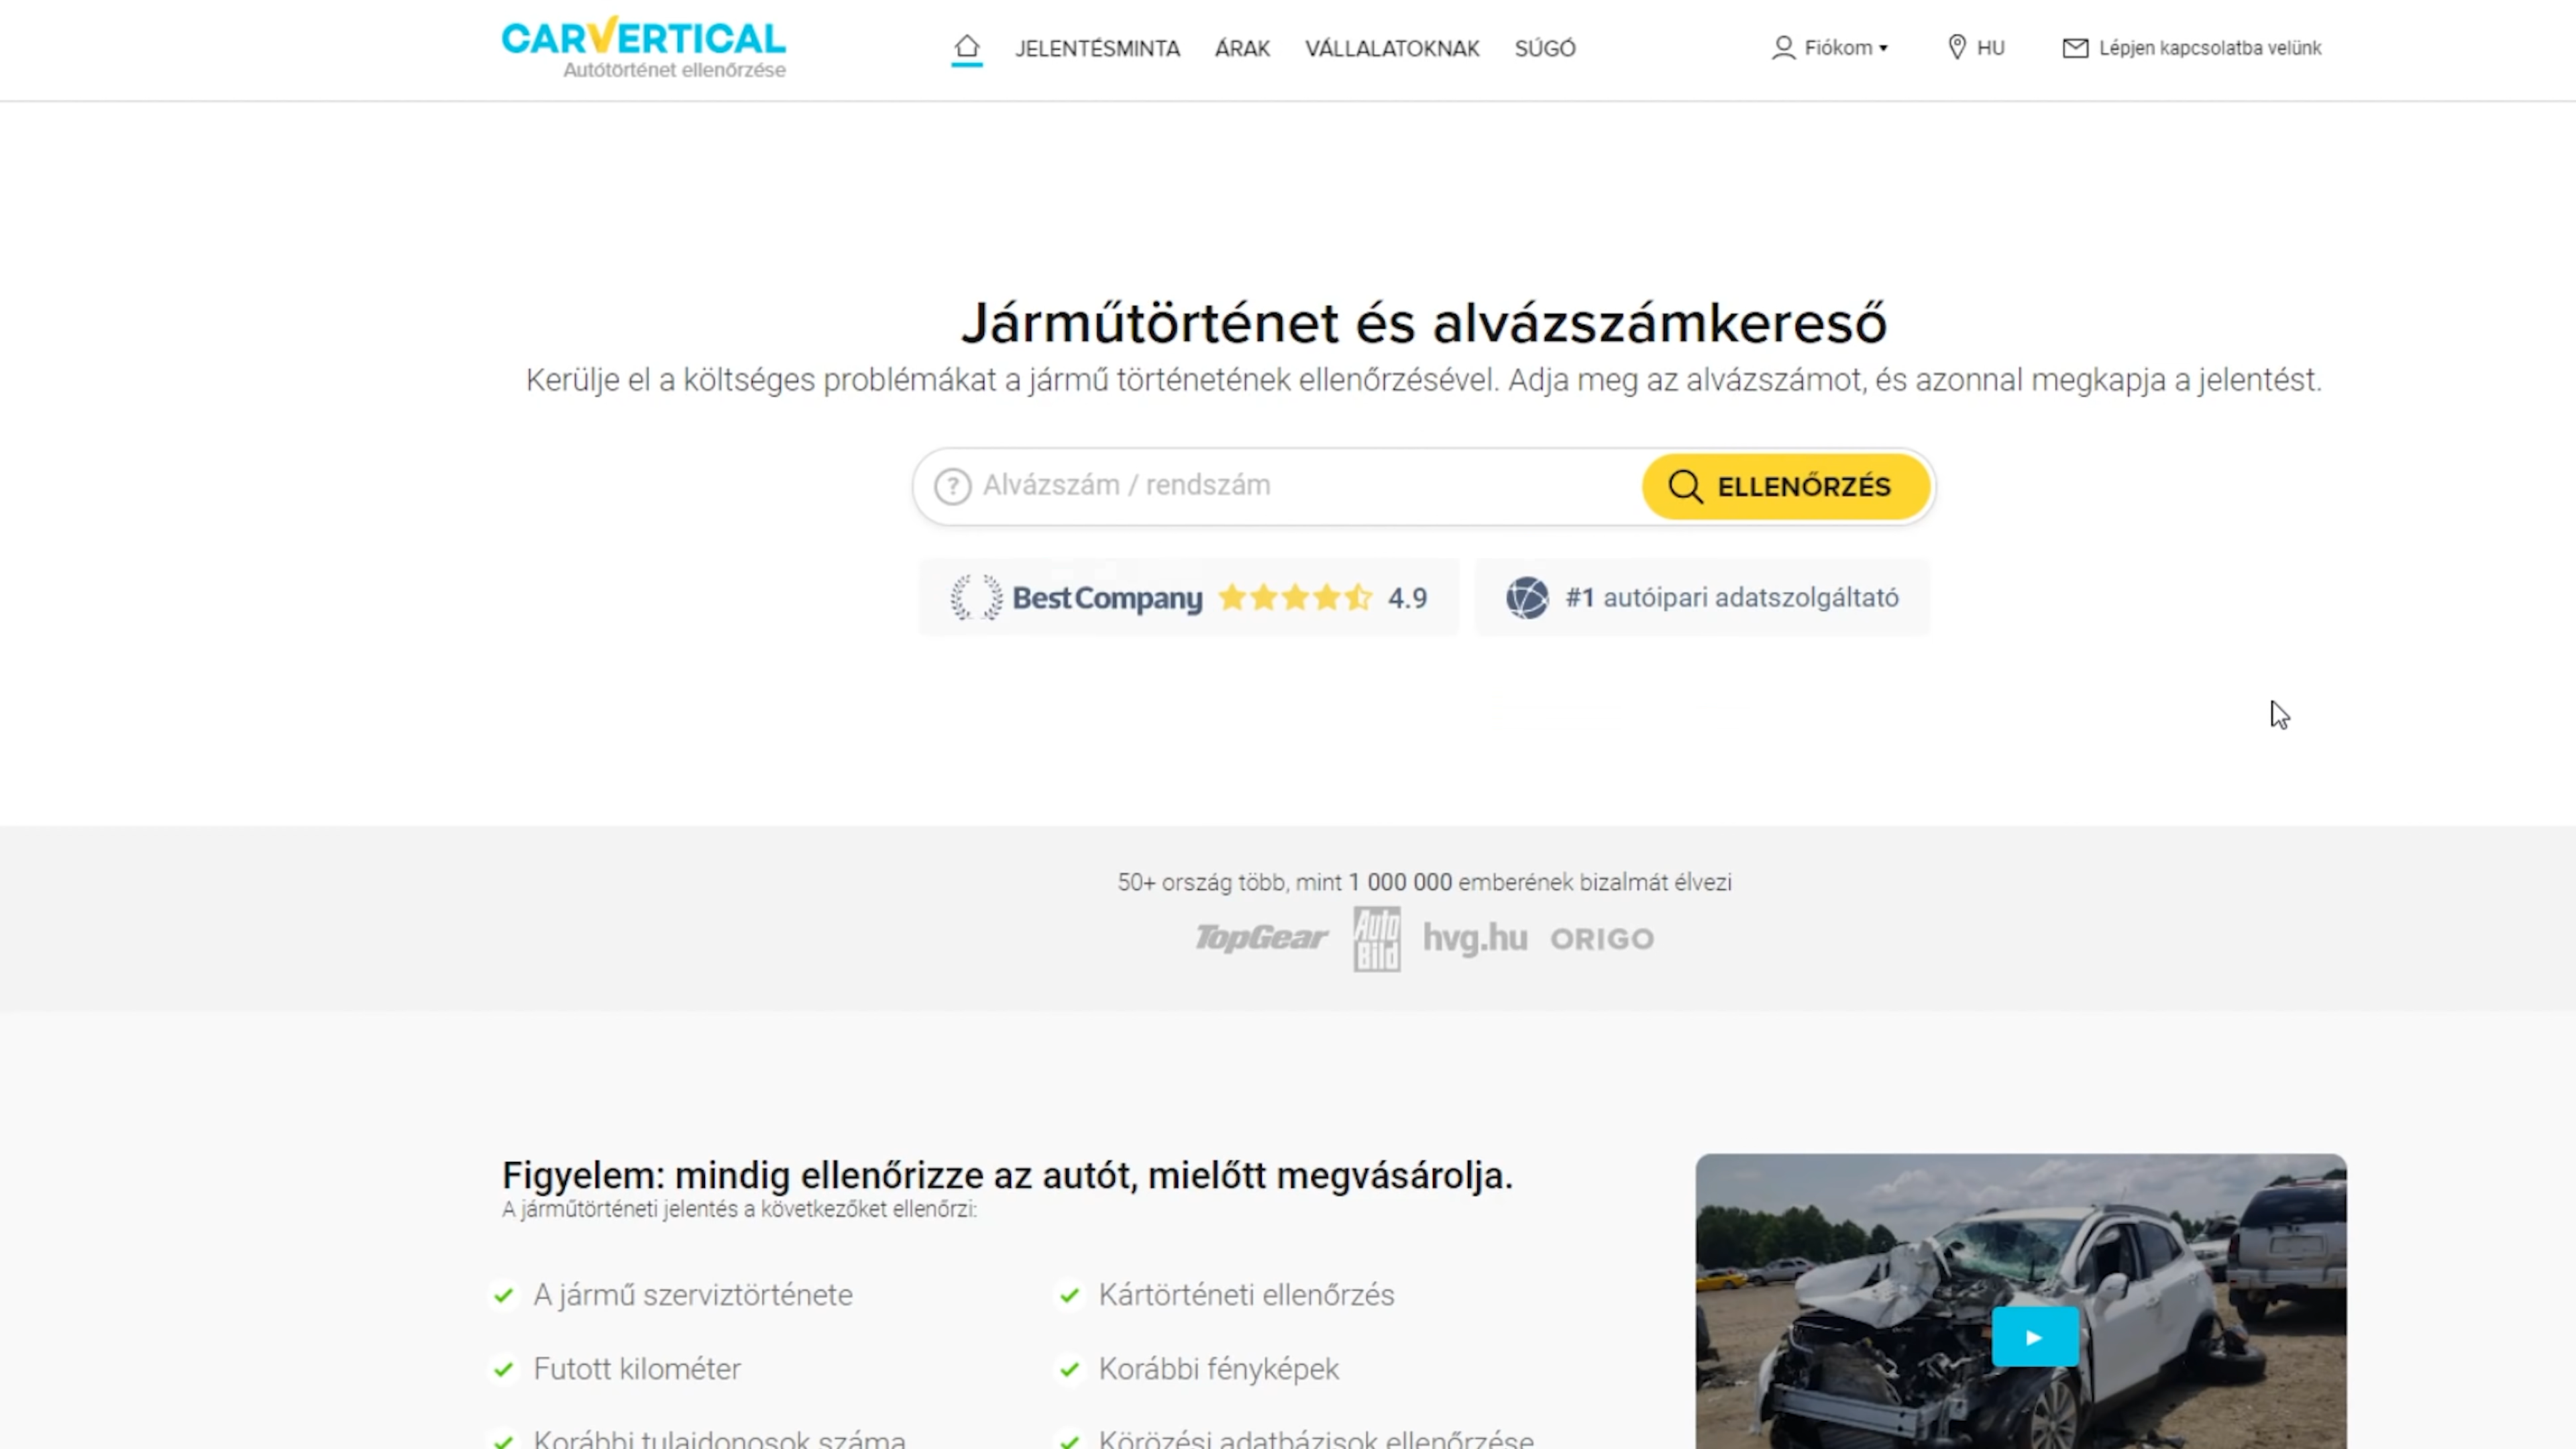 CARVERTICAL
Autótörténet ellenőrzése
JELENTÉSMINTA
ÁRAK
VÁLLALATOKNAK
SÚGÓ
Fiókom
HU
Lépjen kapcsolatba velünk
Járműtörténet és alvázszámkereső
Kerülje el a költséges problémákat a jármű történetének ellenőrzésével. Adja meg az alvázszámot, és azonnal megkapja a jelentést.
? Alvázszám / rendszám
ELLENŐRZÉS
BestCompany 4.9
#1 autóipari adatszolgáltató
50+ ország több, mint 1 000 000 emberének bizalmát élvezi
TopGear Auto Bild hvg.hu ORIGO
Figyelem: mindig ellenőrizze az autót, mielőtt megvásárolja.
A járműtörténeti jelentés a következőket ellenőrzi:
A jármű szerviztörténete
Kártörténeti ellenőrzés
Futott kilométer
Korábbi fényképek
Korábbi tulajdonosok száma
Körözési adatbázisok ellenőrzése